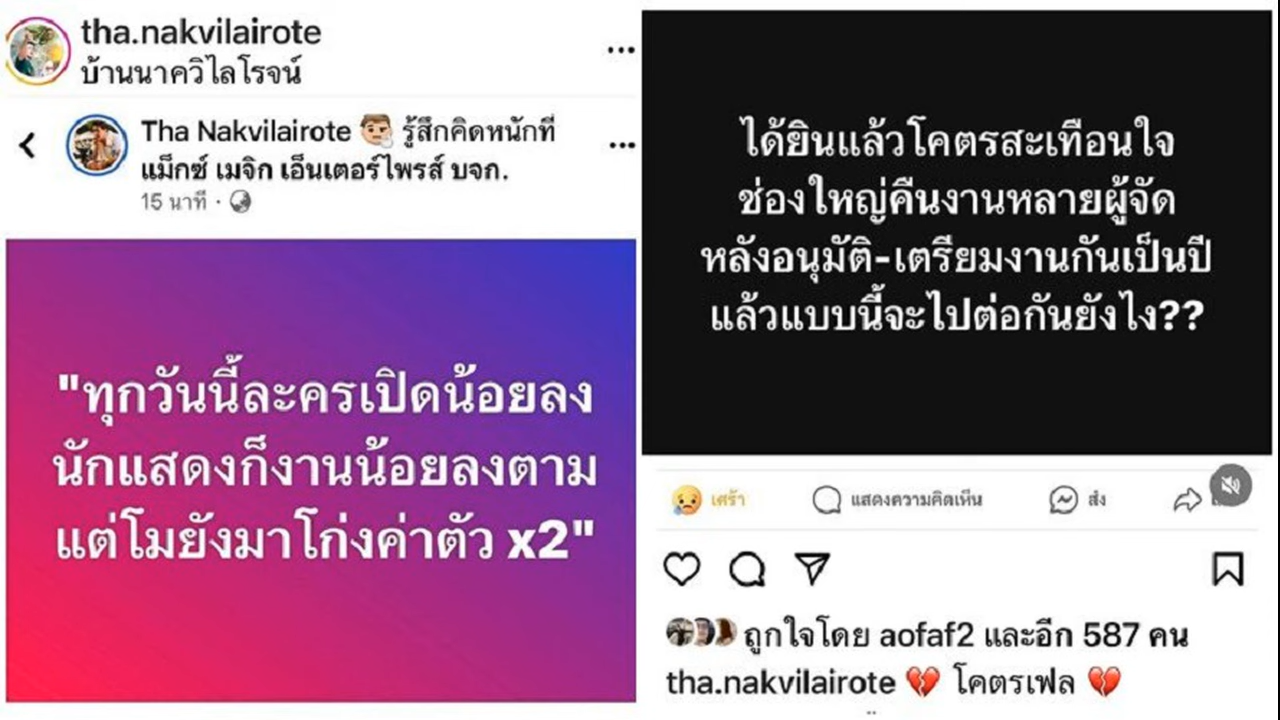 tha.nakvilairote
บ้านนาควิไลโรจน์
Tha Nakvilairote รู้สึกคิดหนักที่
แม็กซ์ เมจิก เอ็นเตอร์ไพรส์ บจก.
15 นาที ·
"ทุกวันนี้ละครเปิดน้อยลง
นักแสดงก็งานน้อยลงตาม
แต่โมยังมาโก่งค่าตัว x2"
ได้ยินแล้วโคตรสะเทือนใจ
ช่องใหญ่คืนงานหลายผู้จัด
หลังอนุมัติ-เตรียมงานกันเป็นปี
แล้วแบบนี้จะไปต่อกันยังไง??
เศร้า แสดงความคิดเห็น ส่ง
ถูกใจโดย aofaf2 และอีก 587 คน
tha.nakvilairote 💔 โคตรเฟล 💔